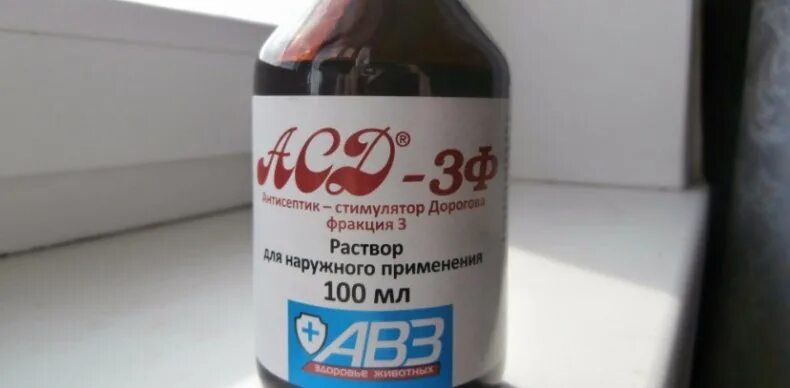 АСД® -3Ф
Антисептик – стимулятор Дорогова
фракция 3
Раствор
для наружного применения
100 мл
АВЗ
ЗДОРОВЬЕ ЖИВОТНЫХ